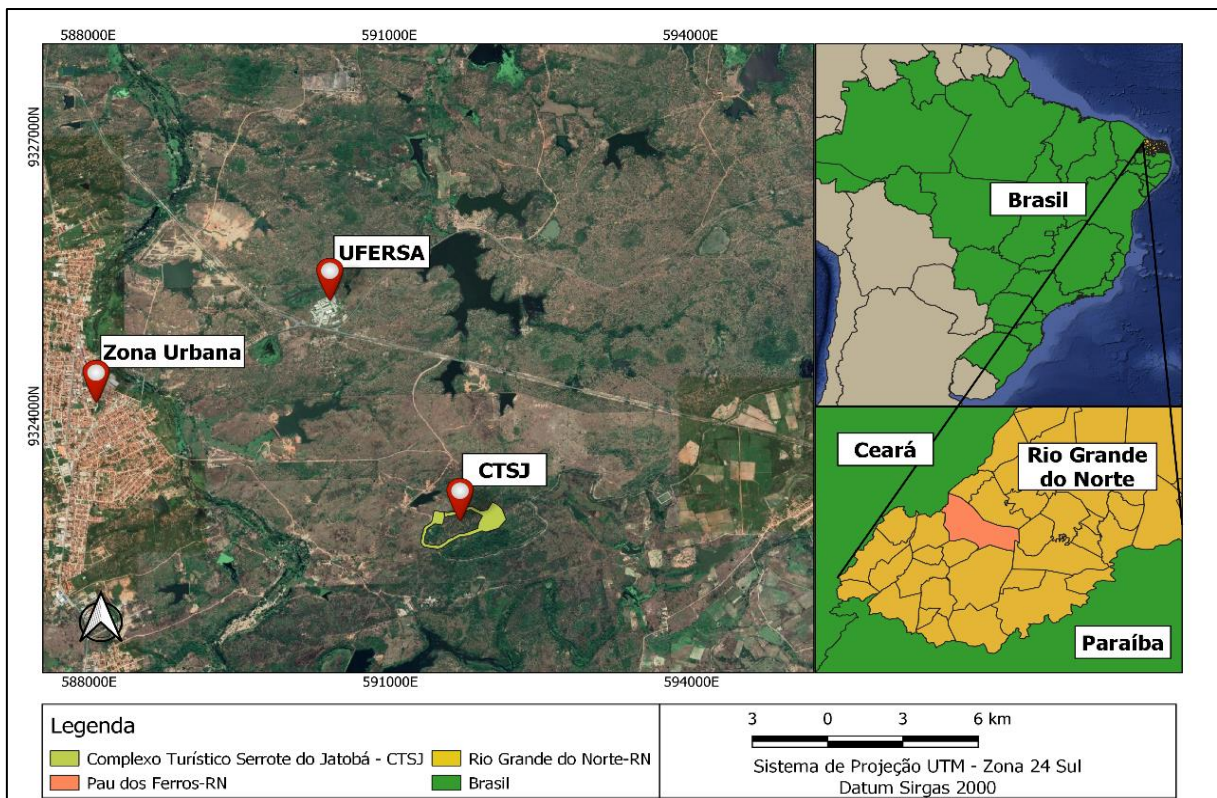 588000E
591000E
594000E
9327000N
9324000N
UFERSA
Zona Urbana
CTSJ
588000E
591000E
594000E
Brasil
Ceará
Rio Grande
do Norte
Paraíba
Legenda
Complexo Turístico Serrote do Jatobá - CTSJ
Pau dos Ferros-RN
Rio Grande do Norte-RN
Brasil
3 0 3 6 km
Sistema de Projeção UTM - Zona 24 Sul
Datum Sirgas 2000